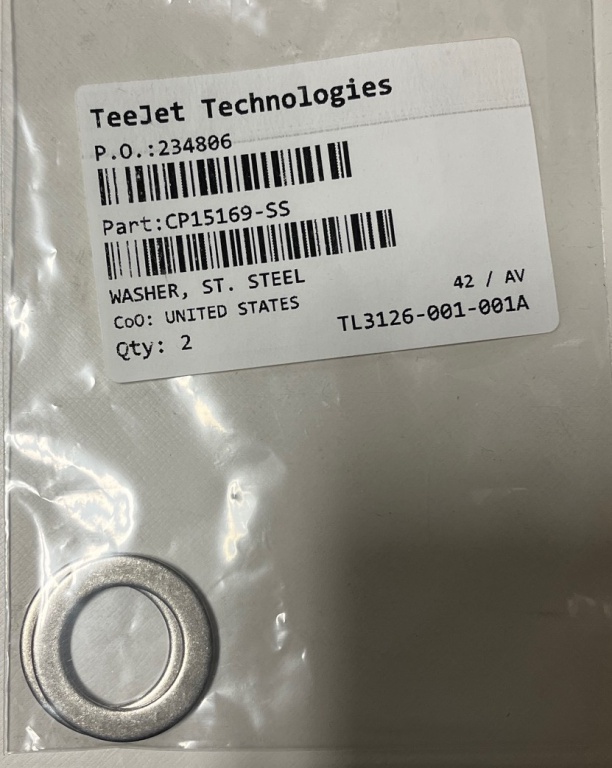 TeeJet Technologies
P.O.:234806
Part:CP15169-SS
WASHER, ST. STEEL
42 / AV
CoO: UNITED STATES
TL3126-001-001A
Qty: 2